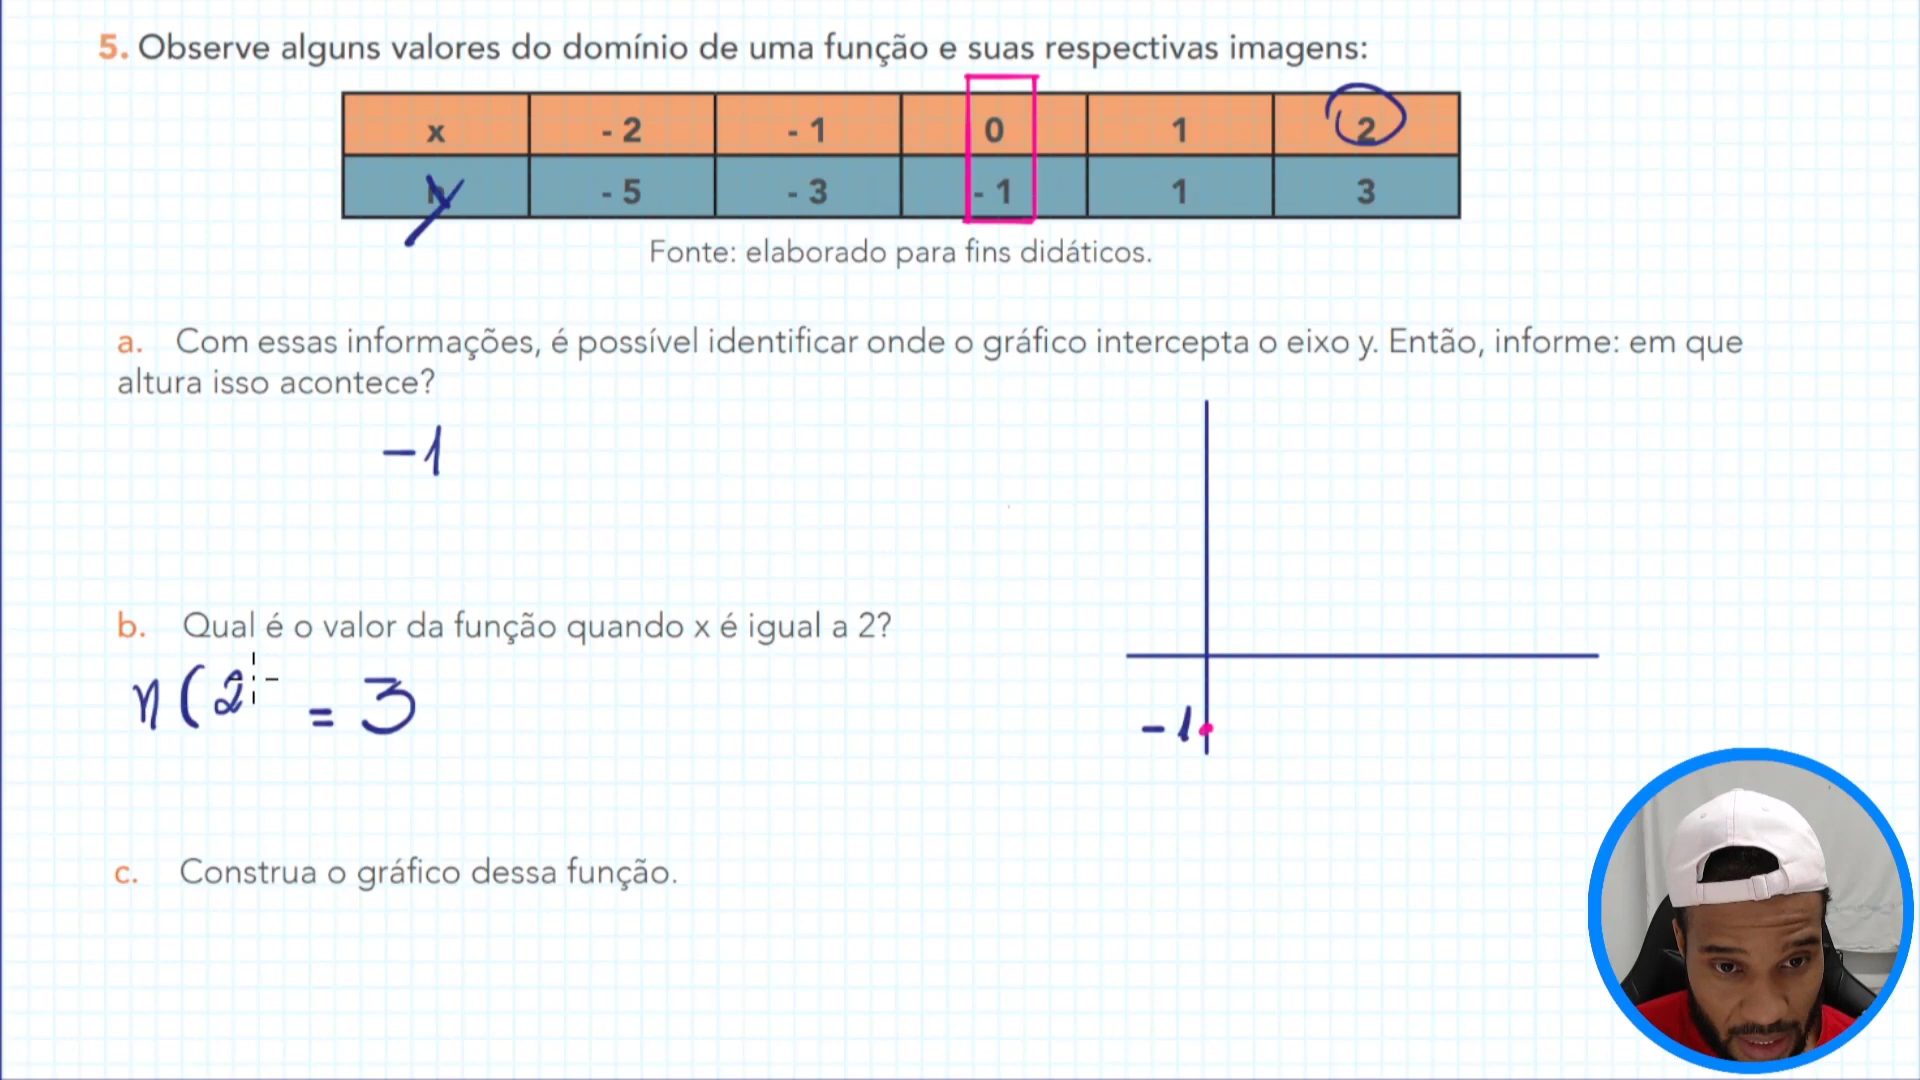 5. Observe alguns valores do domínio de uma função e suas respectivas imagens:
x - 2 - 1 0 1 2
y - 5 - 3 - 1 1 3
Fonte: elaborado para fins didáticos.
a. Com essas informações, é possível identificar onde o gráfico intercepta o eixo y. Então, informe: em que
altura isso acontece?
-1
b. Qual é o valor da função quando x é igual a 2?
η(2 = 3
-1
c. Construa o gráfico dessa função.